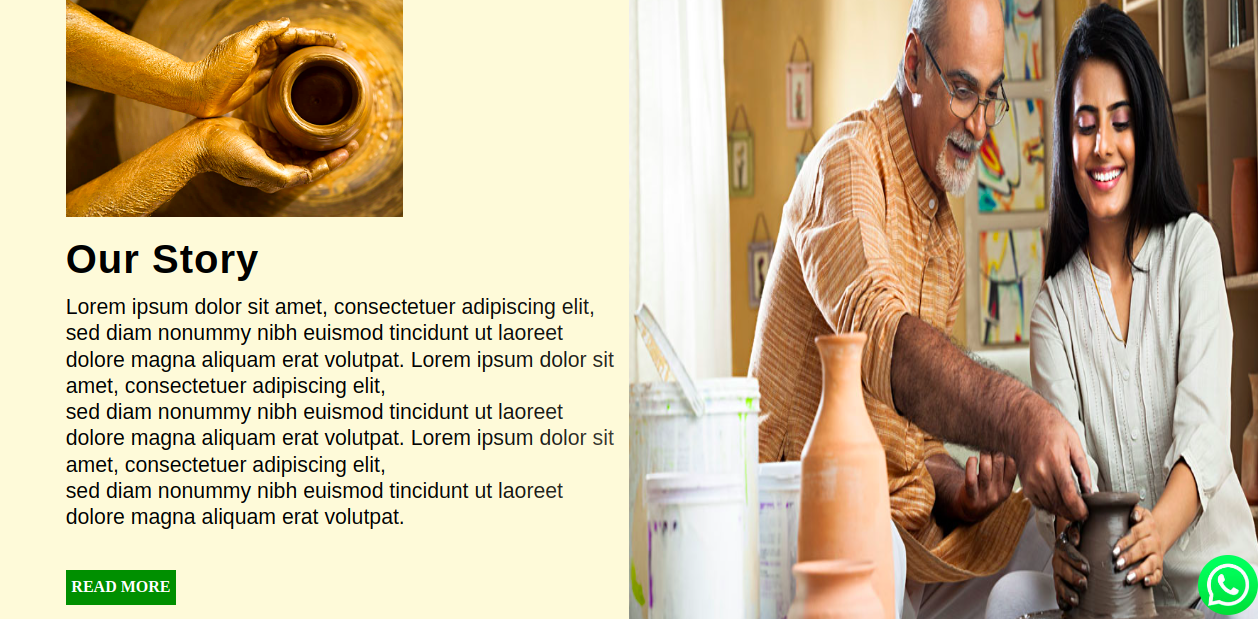 Our Story
Lorem ipsum dolor sit amet, consectetuer adipiscing elit,
sed diam nonummy nibh euismod tincidunt ut laoreet
dolore magna aliquam erat volutpat. Lorem ipsum dolor sit
amet, consectetuer adipiscing elit,
sed diam nonummy nibh euismod tincidunt ut laoreet
dolore magna aliquam erat volutpat. Lorem ipsum dolor sit
amet, consectetuer adipiscing elit,
sed diam nonummy nibh euismod tincidunt ut laoreet
dolore magna aliquam erat volutpat.
READ MORE